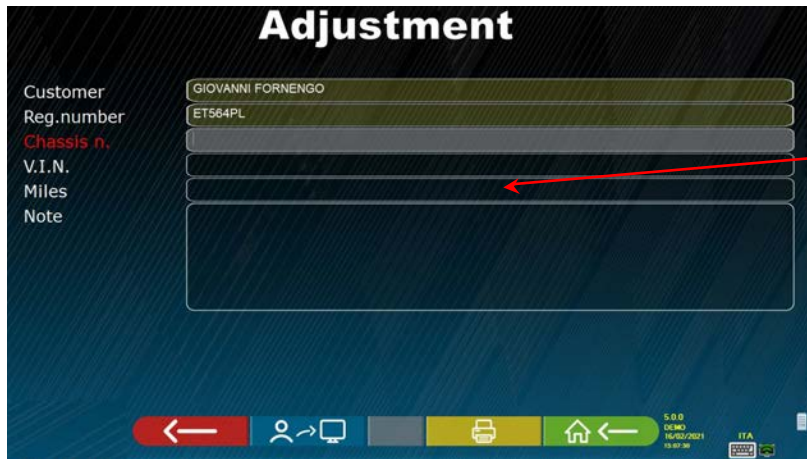 Adjustment
Customer GIOVANNI FORNENGO
Reg.number ET564PL
Chassis n.
V.I.N.
Miles
Note
5.0.0
DEMO
16/02/2021
ITA